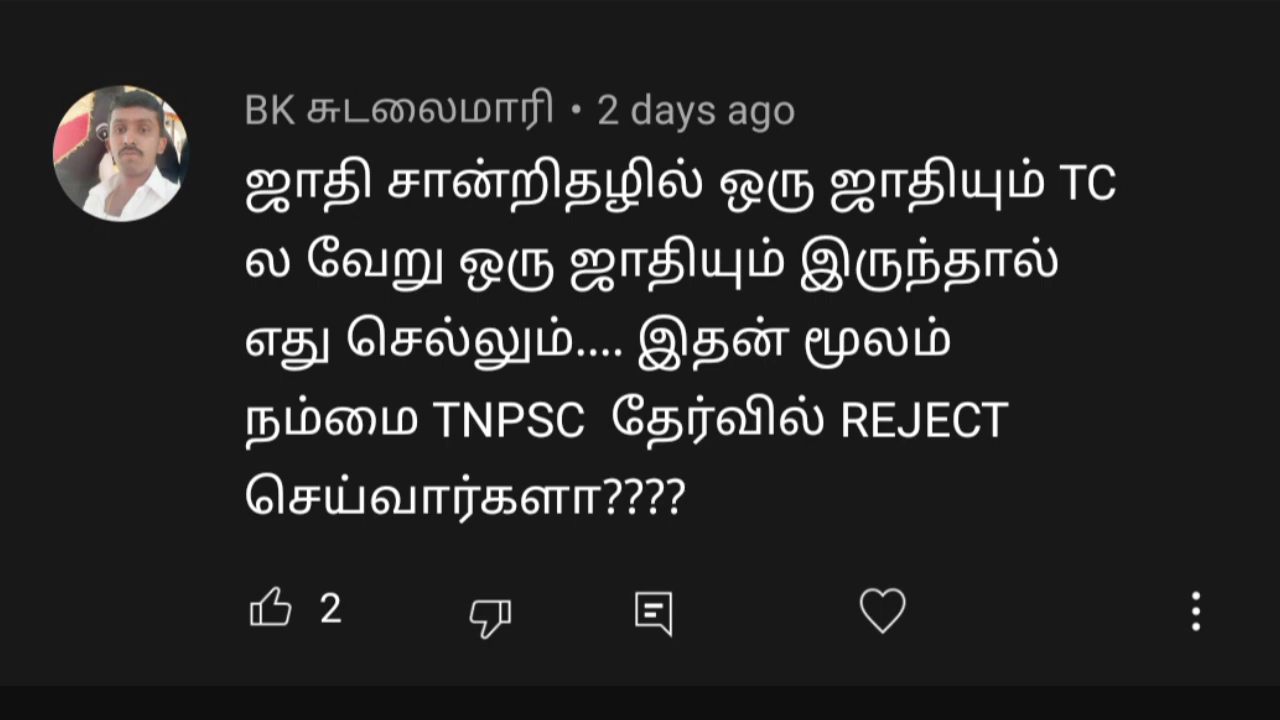 BK சுடலைமாரி • 2 days ago
ஜாதி சான்றிதழில் ஒரு ஜாதியும் TC
ல வேறு ஒரு ஜாதியும் இருந்தால்
எது செல்லும்.... இதன் மூலம்
நம்மை TNPSC தேர்வில் REJECT
செய்வார்களா????
2